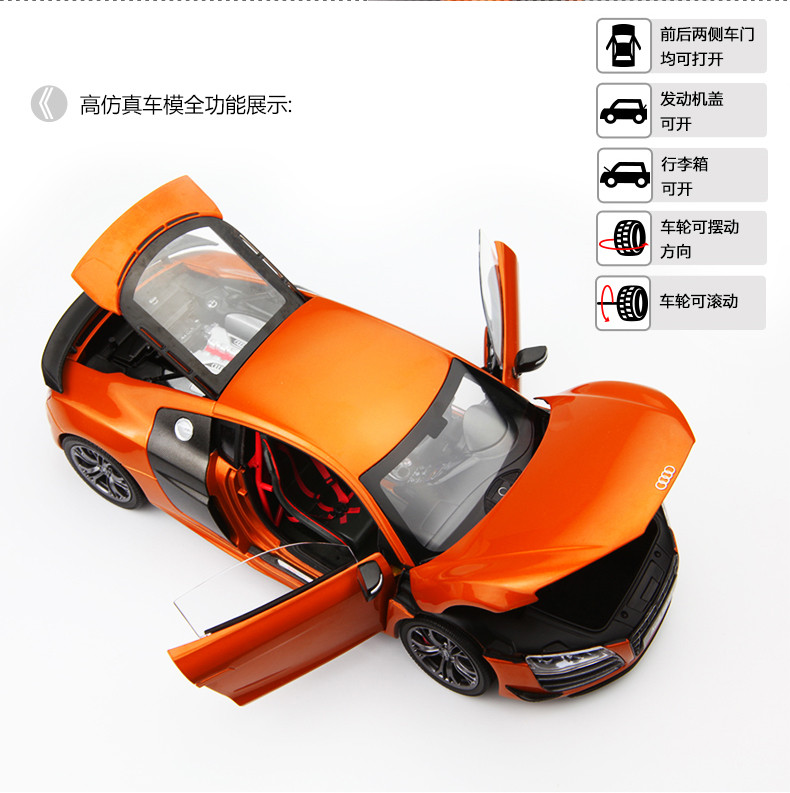 高仿真车模全功能展示:
前后两侧车门
均可打开
发动机盖
可开
行李箱
可开
车轮可摆动
方向
车轮可滚动